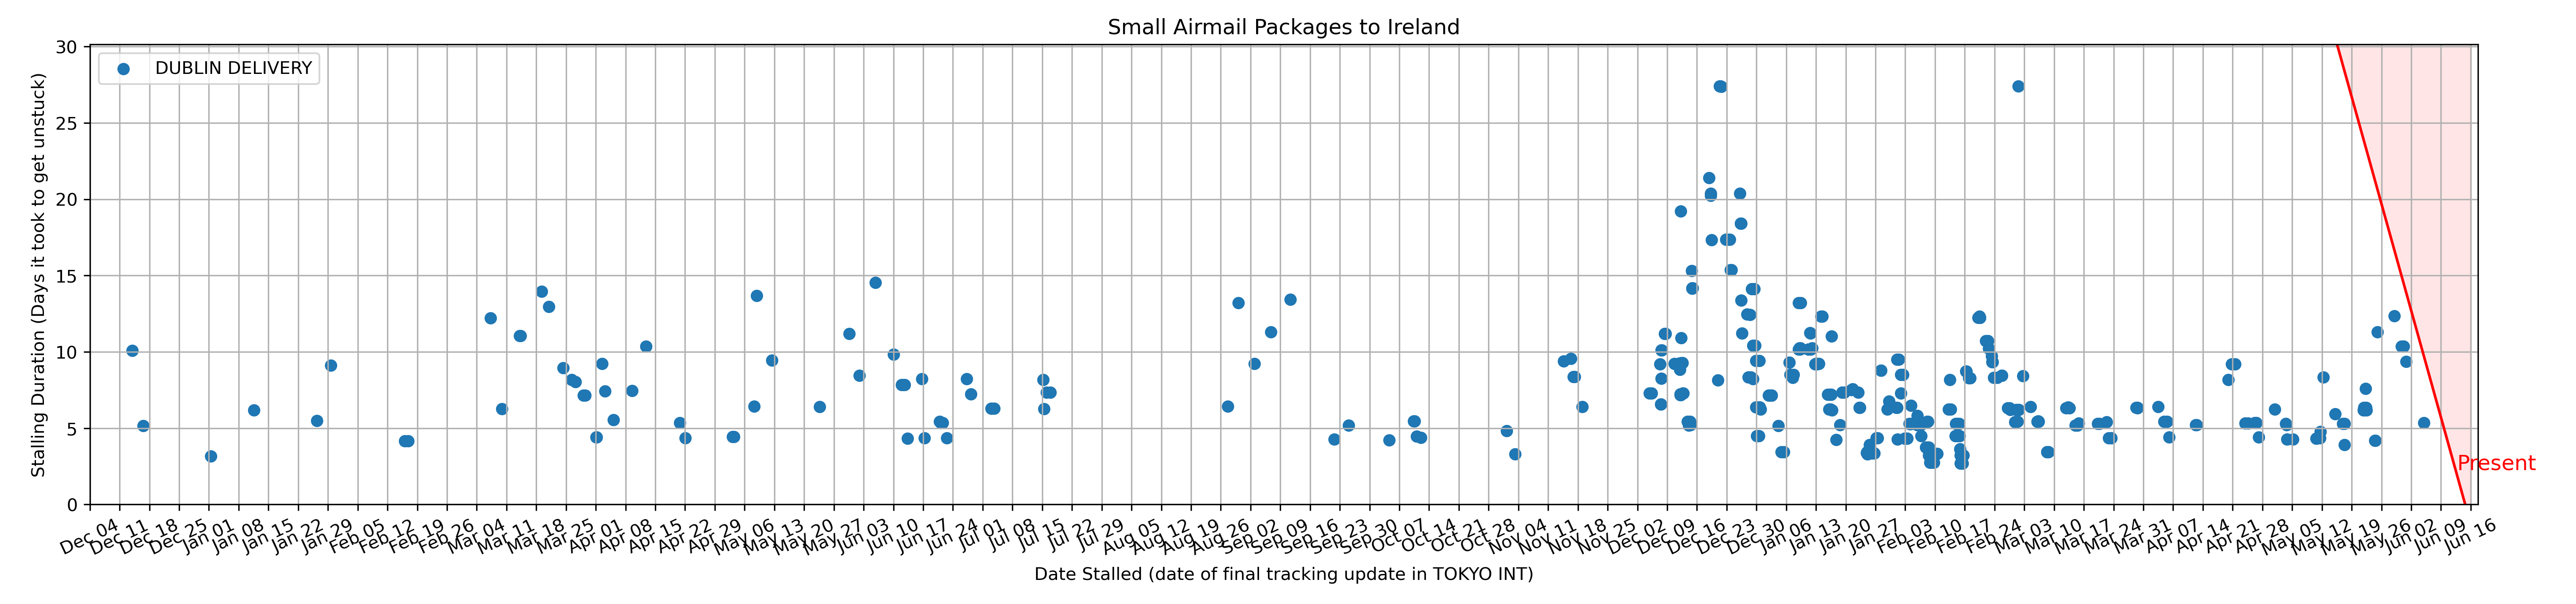 Small Airmail Packages to Ireland
DUBLIN DELIVERY
Stalling Duration (Days it took to get unstuck)
30
25
20
15
10
5
0
Present
Dec 04
Dec 11
Dec 18
Dec 25
Jan 01
Jan 08
Jan 15
Jan 22
Jan 29
Feb 05
Feb 12
Feb 19
Feb 26
Mar 04
Mar 11
Mar 18
Mar 25
Apr 01
Apr 08
Apr 15
Apr 22
Apr 29
May 06
May 13
May 20
May 27
Jun 03
Jun 10
Jun 17
Jun 24
Jul 01
Jul 08
Jul 15
Jul 22
Jul 29
Aug 05
Aug 12
Aug 19
Aug 26
Sep 02
Sep 09
Sep 16
Sep 23
Sep 30
Oct 07
Oct 14
Oct 21
Oct 28
Nov 04
Nov 11
Nov 18
Nov 25
Dec 02
Dec 09
Dec 16
Dec 23
Dec 30
Jan 06
Jan 13
Jan 20
Jan 27
Feb 03
Feb 10
Feb 17
Feb 24
Mar 03
Mar 10
Mar 17
Mar 24
Mar 31
Apr 07
Apr 14
Apr 21
Apr 28
May 05
May 12
May 19
May 26
Jun 02
Jun 09
Jun 16
Date Stalled (date of final tracking update in TOKYO INT)